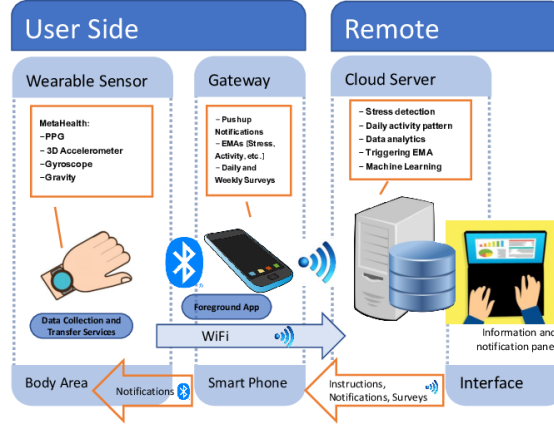 User Side
Remote
Wearable Sensor
Gateway
Cloud Server
MetaHealth:
–PPG
–3D Accelerometer
–Gyroscope
–Gravity
– Pushup
Notifications
– EMAs (Stress,
Activity, etc.]
– Daily and
Weekly Surveys
– Stress detection
– Daily activity pattern
– Data analytics
– Triggering EMA
– Machine Learning
Data Collection and
Transfer Services
Foreground App
WiFi
Information and
notification pane
Body Area
Notifications
Smart Phone
Instructions,
Notifications, Surveys
Interface